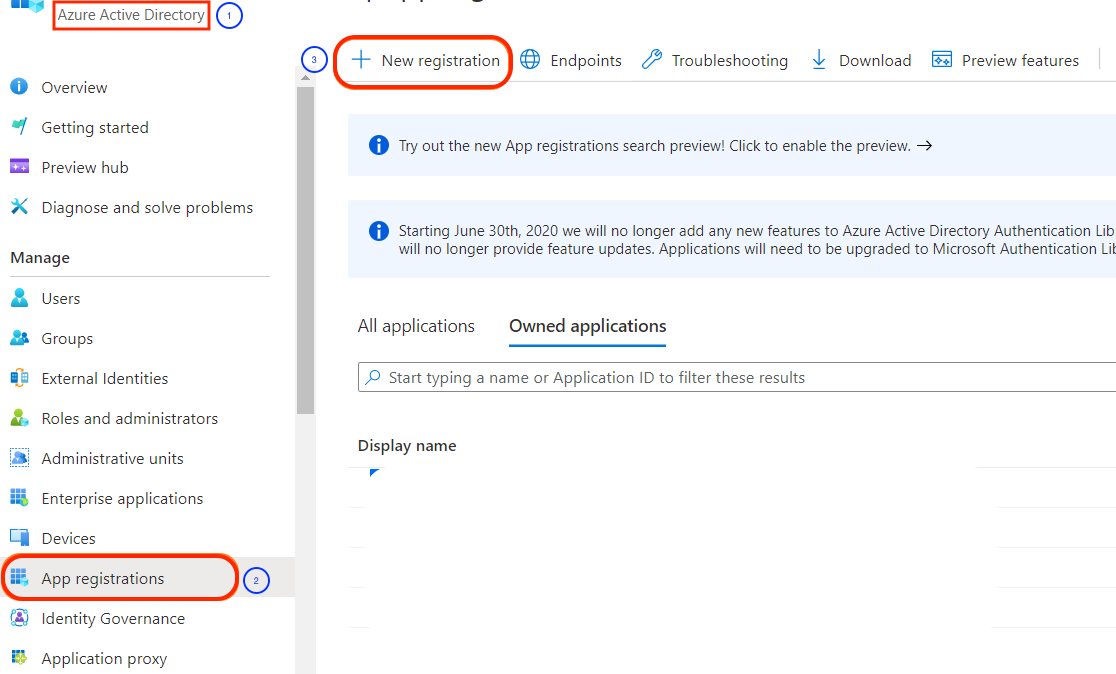 Azure Active Directory
1
3
New registration
Endpoints
Troubleshooting
Download
Preview features
Overview
Getting started
Preview hub
Diagnose and solve problems
Manage
Users
Groups
External Identities
Roles and administrators
Administrative units
Enterprise applications
Devices
App registrations
2
Identity Governance
Application proxy
Try out the new App registrations search preview! Click to enable the preview. →
Starting June 30th, 2020 we will no longer add any new features to Azure Active Directory Authentication Lib
will no longer provide feature updates. Applications will need to be upgraded to Microsoft Authentication Lib
All applications
Owned applications
Start typing a name or Application ID to filter these results
Display name